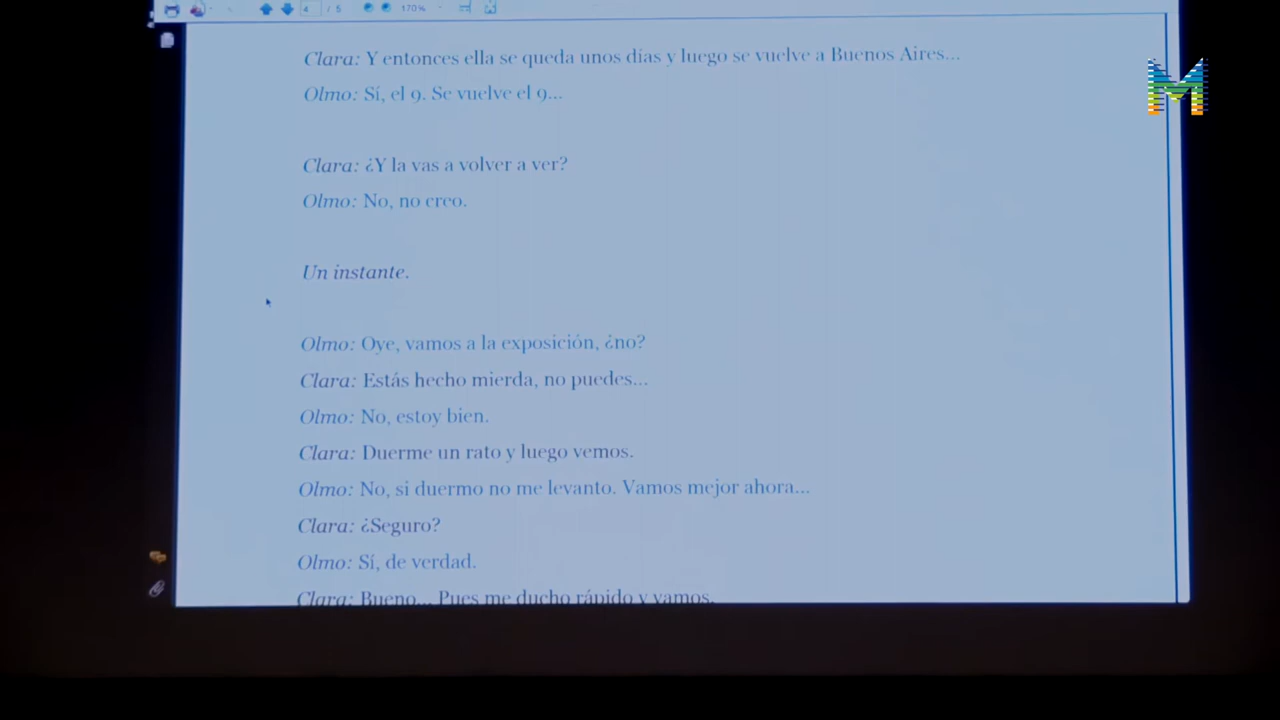 4 / 5 170%
Clara: Y entonces ella se queda unos días y luego se vuelve a Buenos Aires...
Olmo: Sí, el 9. Se vuelve el 9...
Clara: ¿Y la vas a volver a ver?
Olmo: No, no creo.
Un instante.
Olmo: Oye, vamos a la exposición, ¿no?
Clara: Estás hecho mierda, no puedes...
Olmo: No, estoy bien.
Clara: Duerme un rato y luego vemos.
Olmo: No, si duermo no me levanto. Vamos mejor ahora...
Clara: ¿Seguro?
Olmo: Sí, de verdad.
Clara: Bueno... Pues me ducho rápido y vamos.
M